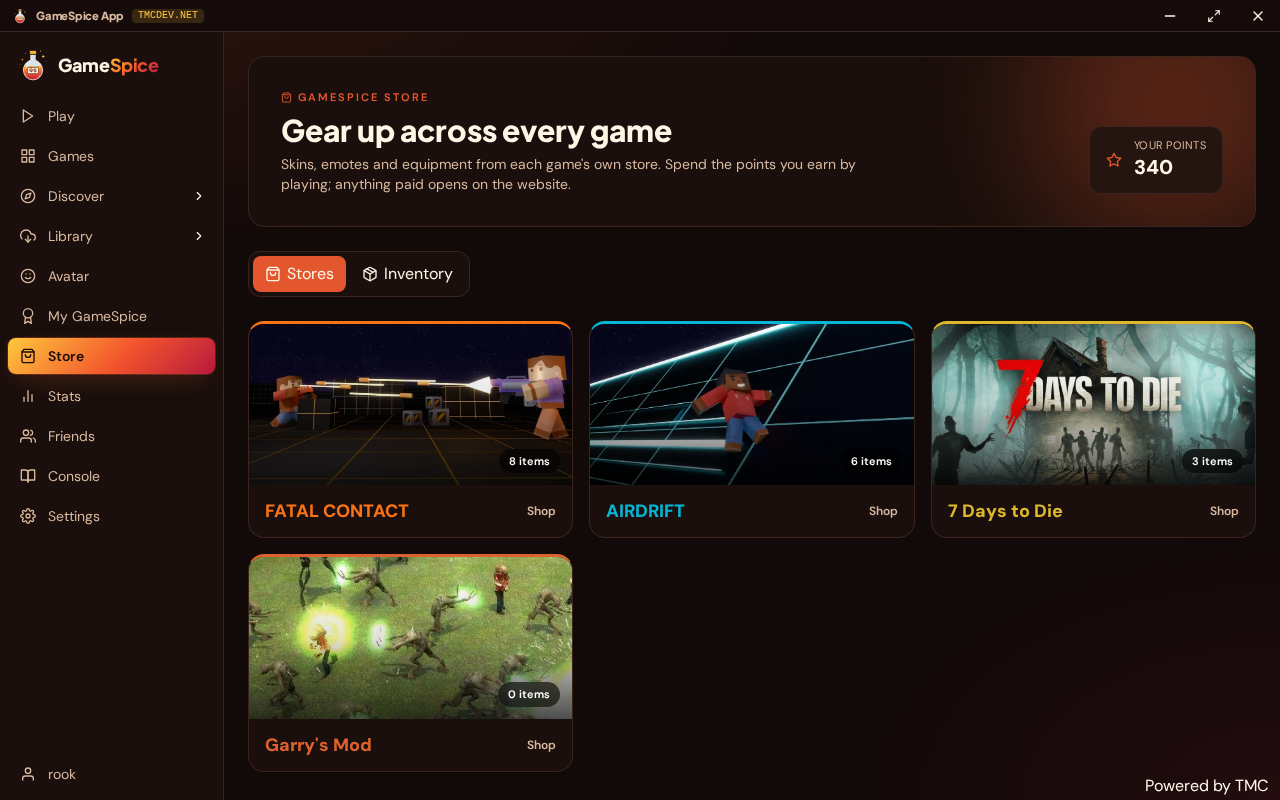 GameSpice App TMCDEV.NET
GameSpice
Play
Games
Discover
Library
Avatar
My GameSpice
Store
Stats
Friends
Console
Settings
rook
GAMESPICE STORE
Gear up across every game
Skins, emotes and equipment from each game's own store. Spend the points you earn by
playing; anything paid opens on the website.
YOUR POINTS
340
Stores
Inventory
8 items
FATAL CONTACT
Shop
6 items
AIRDRIFT
Shop
7 DAYS TO DIE
3 items
7 Days to Die
Shop
0 items
Garry's Mod
Shop
Powered by TMC